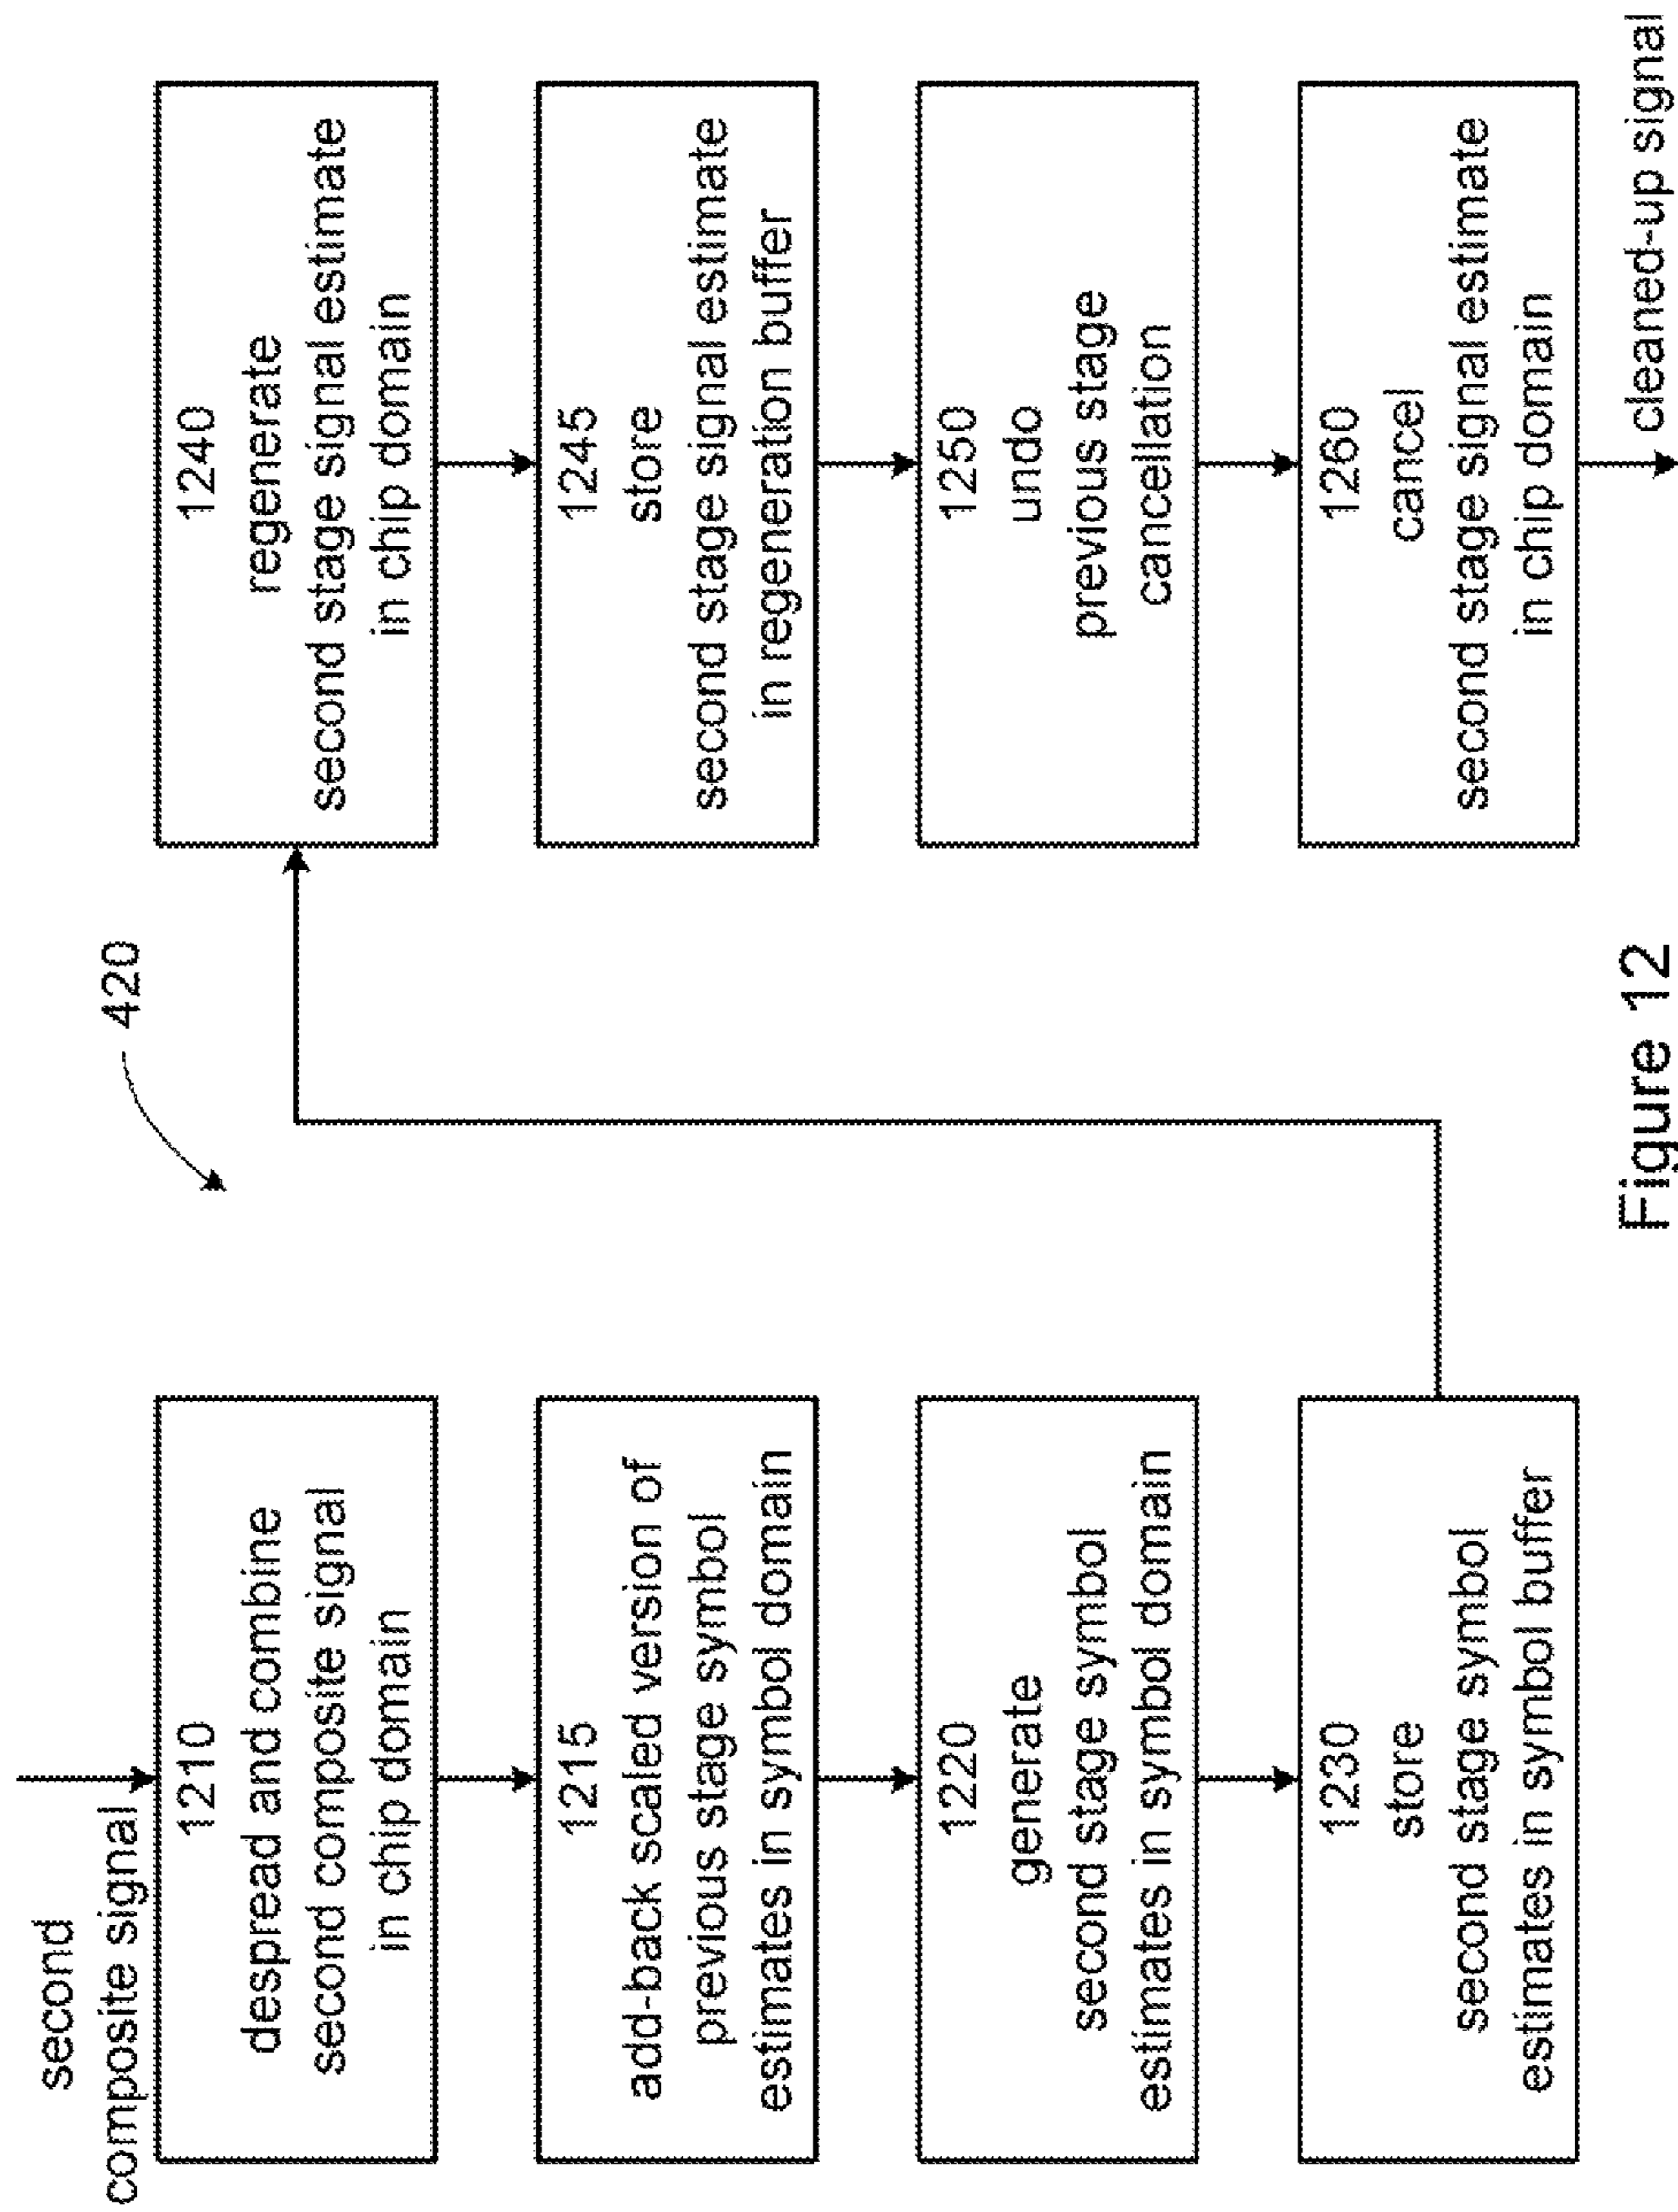 420
second
composite signal
1210
despread and combine
second composite signal
in chip domain
1215
add-back scaled version of
previous stage symbol
estimates in symbol domain
1220
generate
second stage symbol
estimates in symbol domain
1230
store
second stage symbol
estimates in symbol buffer
1240
regenerate
second stage signal estimate
in chip domain
1245
store
second stage signal estimate
in regeneration buffer
1250
undo
previous stage
cancellation
1260
cancel
second stage signal estimate
in chip domain
cleaned-up signal
Figure 12